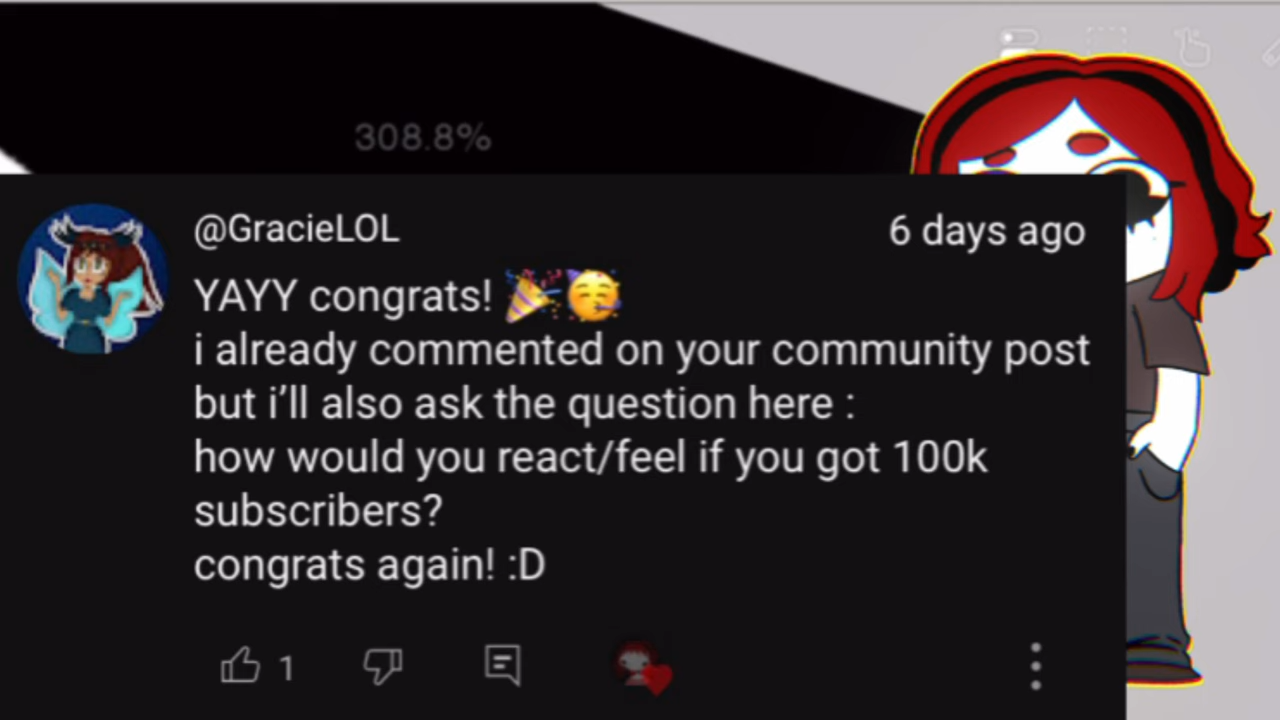 308.8%
@GracieLOL
6 days ago
YAYY congrats! 🎉🥳
i already commented on your community post
but i’ll also ask the question here :
how would you react/feel if you got 100k
subscribers?
congrats again! :D
1